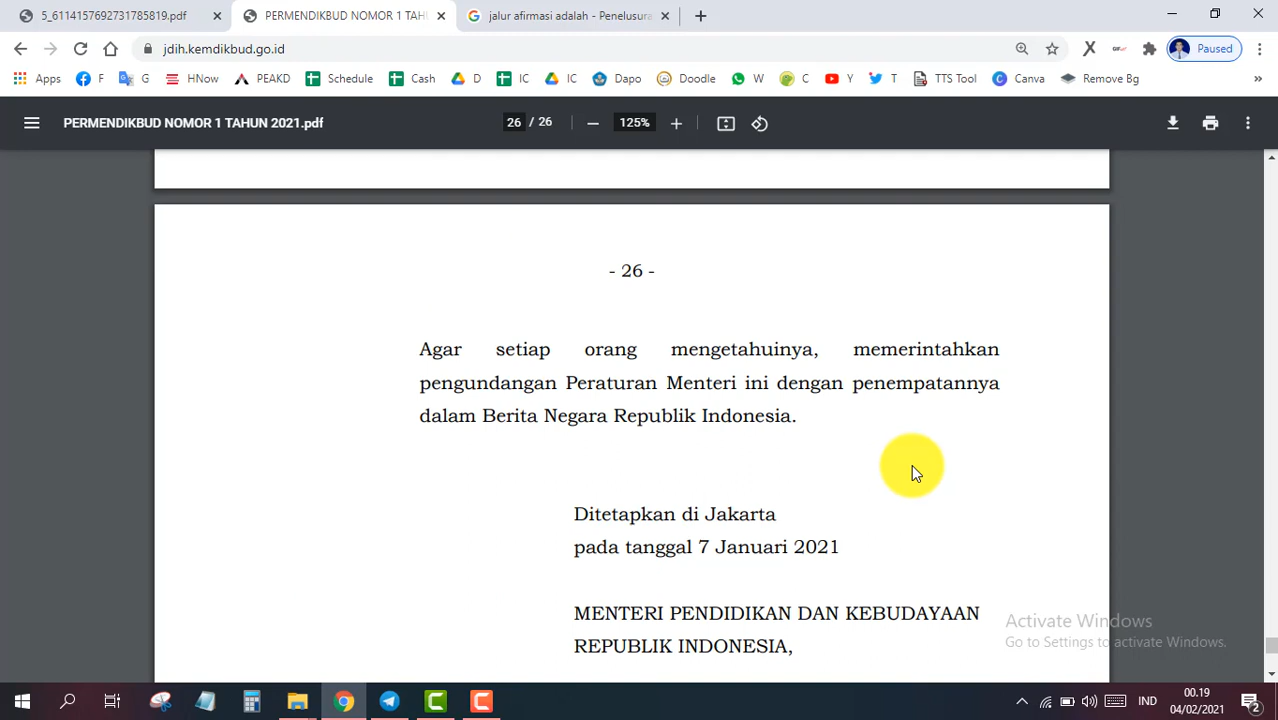 5_6114157692731785819.pdf
PERMENDIKBUD NOMOR 1 TAHU
jalur afirmasi adalah - Penelusura
jdih.kemdikbud.go.id
Paused
Apps
F
G
HNow
PEAKD
Schedule
Cash
D
IC
IC
Dapo
Doodle
W
C
Y
T
TTS Tool
Canva
Remove Bg
PERMENDIKBUD NOMOR 1 TAHUN 2021.pdf
26 / 26
125%
- 26 -
Agar setiap orang mengetahuinya, memerintahkan
pengundangan Peraturan Menteri ini dengan penempatannya
dalam Berita Negara Republik Indonesia.
Ditetapkan di Jakarta
pada tanggal 7 Januari 2021
MENTERI PENDIDIKAN DAN KEBUDAYAAN
REPUBLIK INDONESIA,
Activate Windows
Go to Settings to activate Windows.
IND
00.19
04/02/2021
2